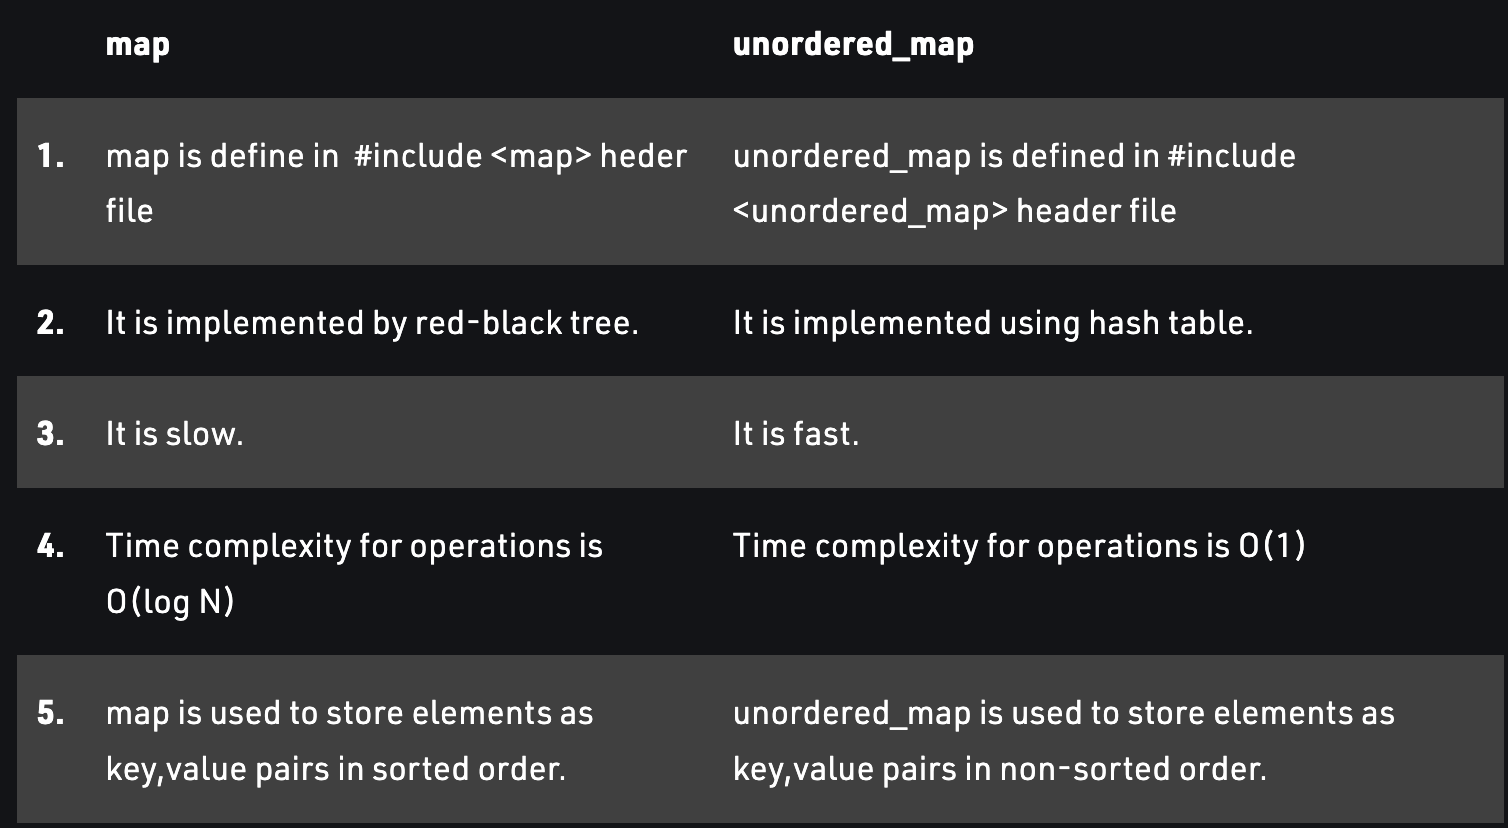 map unordered_map
1. map is define in  #include <map> heder unordered_map is defined in #include
file <unordered_map> header file
2. It is implemented by red-black tree. It is implemented using hash table.
3. It is slow. It is fast.
4. Time complexity for operations is Time complexity for operations is O(1)
O(log N)
5. map is used to store elements as unordered_map is used to store elements as
key,value pairs in sorted order. key,value pairs in non-sorted order.